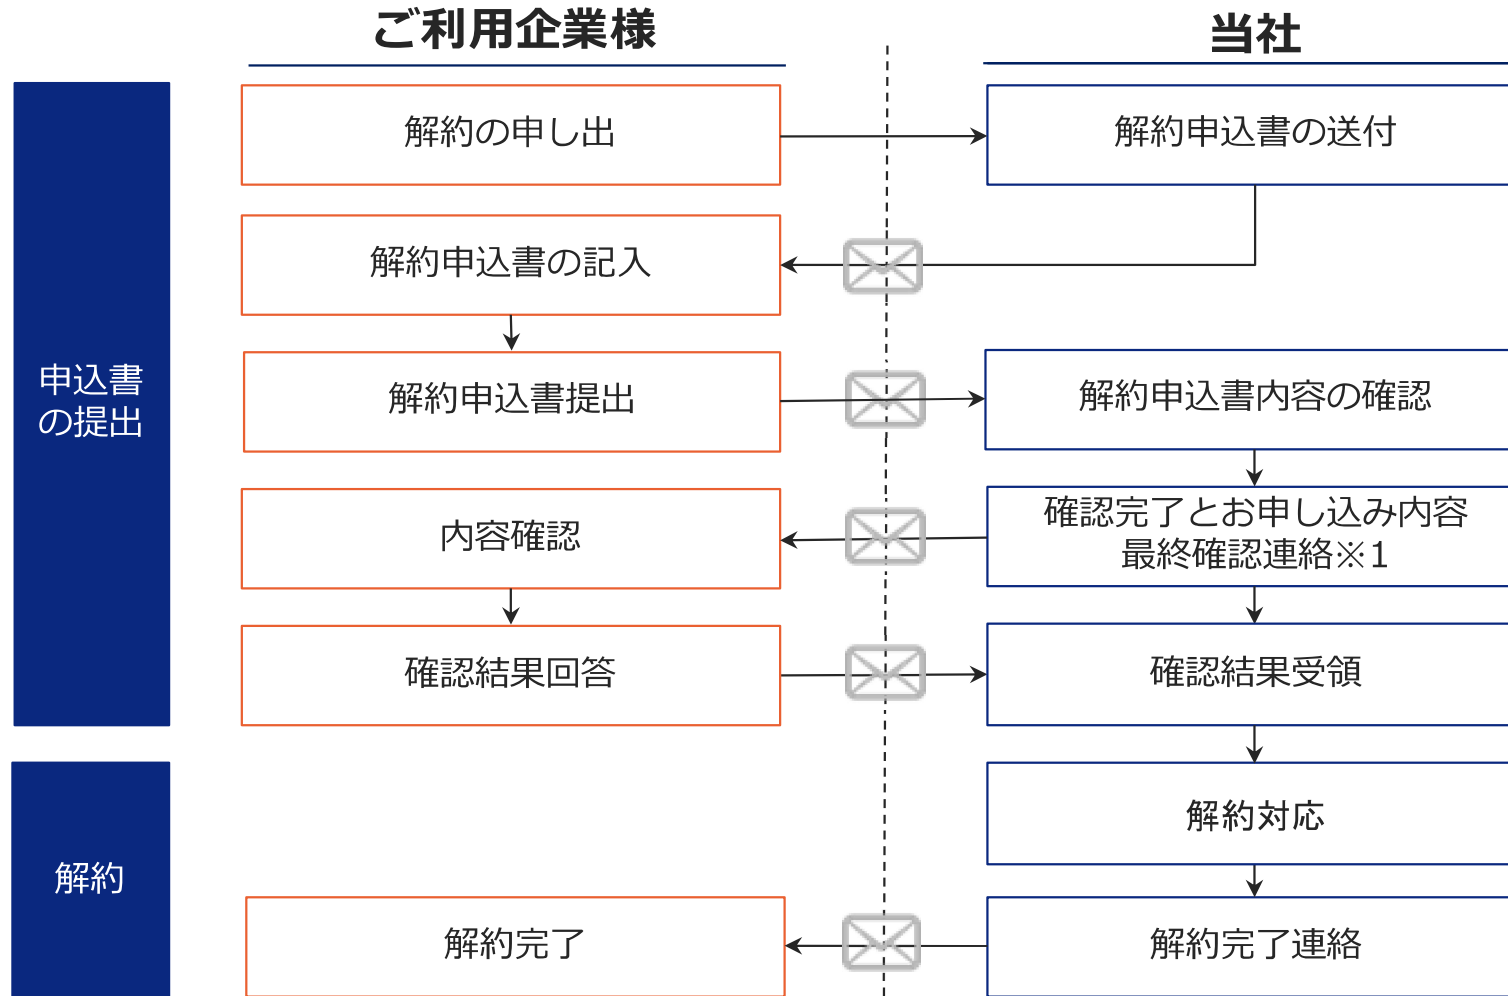 ご利用企業様
当社
申込書
の提出
解約の申し出
解約申込書の送付
解約申込書の記入
解約申込書提出
解約申込書内容の確認
内容確認
確認完了とお申し込み内容
最終確認連絡※1
確認結果回答
確認結果受領
解約
解約対応
解約完了
解約完了連絡